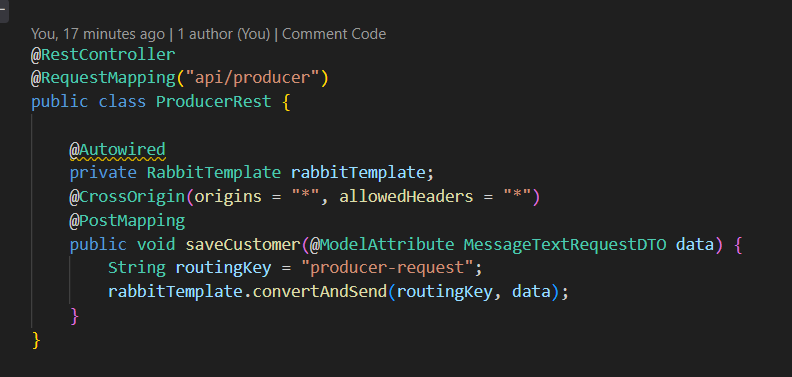 You, 17 minutes ago | 1 author (You) | Comment Code
@RestController
@RequestMapping("api/producer")
public class ProducerRest {
@Autowired
private RabbitTemplate rabbitTemplate;
@CrossOrigin(origins = "*", allowedHeaders = "*")
@PostMapping
public void saveCustomer(@ModelAttribute MessageTextRequestDTO data) {
String routingKey = "producer-request";
rabbitTemplate.convertAndSend(routingKey, data);
}
}